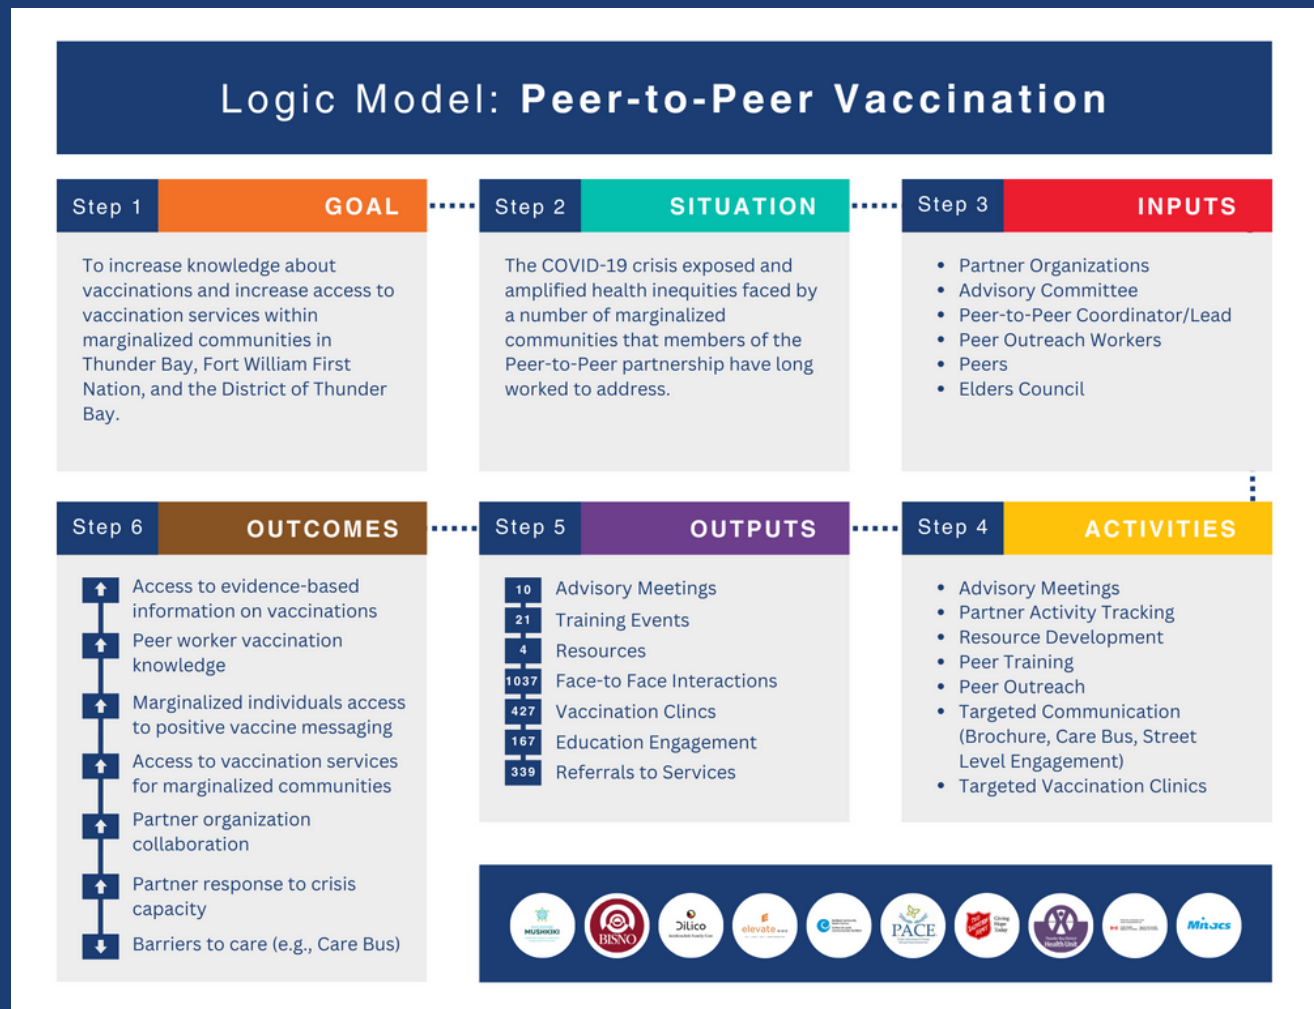 Logic Model: Peer-to-Peer Vaccination
Step 1
GOAL
To increase knowledge about
vaccinations and increase access to
vaccination services within
marginalized communities in
Thunder Bay, Fort William First
Nation, and the District of Thunder
Bay.
Step 2
SITUATION
The COVID-19 crisis exposed and
amplified health inequities faced by
a number of marginalized
communities that members of the
Peer-to-Peer partnership have long
worked to address.
Step 3
INPUTS
• Partner Organizations
• Advisory Committee
• Peer-to-Peer Coordinator/Lead
• Peer Outreach Workers
• Peers
• Elders Council
Step 4
ACTIVITIES
• Advisory Meetings
• Partner Activity Tracking
• Resource Development
• Peer Training
• Peer Outreach
• Targeted Communication
(Brochure, Care Bus, Street
Level Engagement)
• Targeted Vaccination Clinics
Step 5
OUTPUTS
10 Advisory Meetings
21 Training Events
4 Resources
1037 Face-to Face Interactions
427 Vaccination Clincs
167 Education Engagement
339 Referrals to Services
Step 6
OUTCOMES
Access to evidence-based
information on vaccinations
Peer worker vaccination
knowledge
Marginalized individuals access
to positive vaccine messaging
Access to vaccination services
for marginalized communities
Partner organization
collaboration
Partner response to crisis
capacity
Barriers to care (e.g., Care Bus)
MUSHKIKI
BISNO
Dilico
elevate
PACE
THE SALVATION ARMY
Giving
Hope
Today
Health Unit